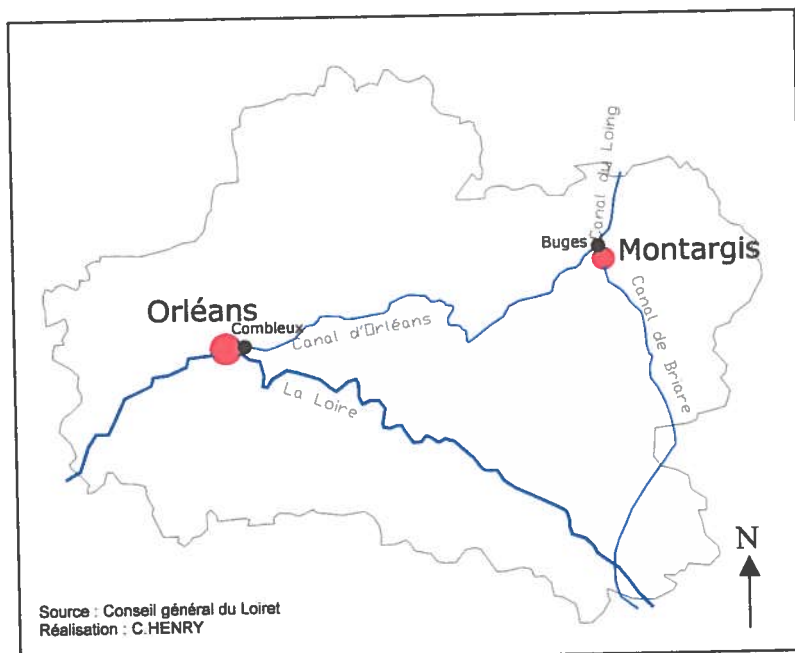 Canal du Loing
Buges
Montargis
Orléans
Combleux
Canal d'Orléans
Canal de Briare
La Loire
N
Source : Conseil général du Loiret
Réalisation : C.HENRY